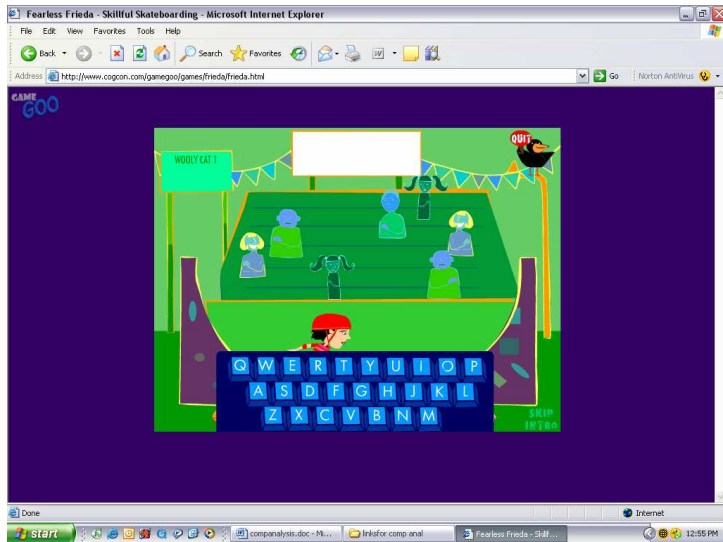 Fearless Frieda - Skillful Skateboarding - Microsoft Internet Explorer
File Edit View Favorites Tools Help
Back Search Favorites W
Address http://www.cogcon.com/gamegoo/games/frieda/frieda.html Go Norton AntiVirus
GAME
GOO
QUIT
WOOLY CAT 1
Q W E R T Y U I O P
A S D F G H J K L
Z X C V B N M
SKIP
INTRO
Done Internet
start companalysis.doc - Mi... linksfor comp anal Fearless Frieda - Skillf... 12:55 PM